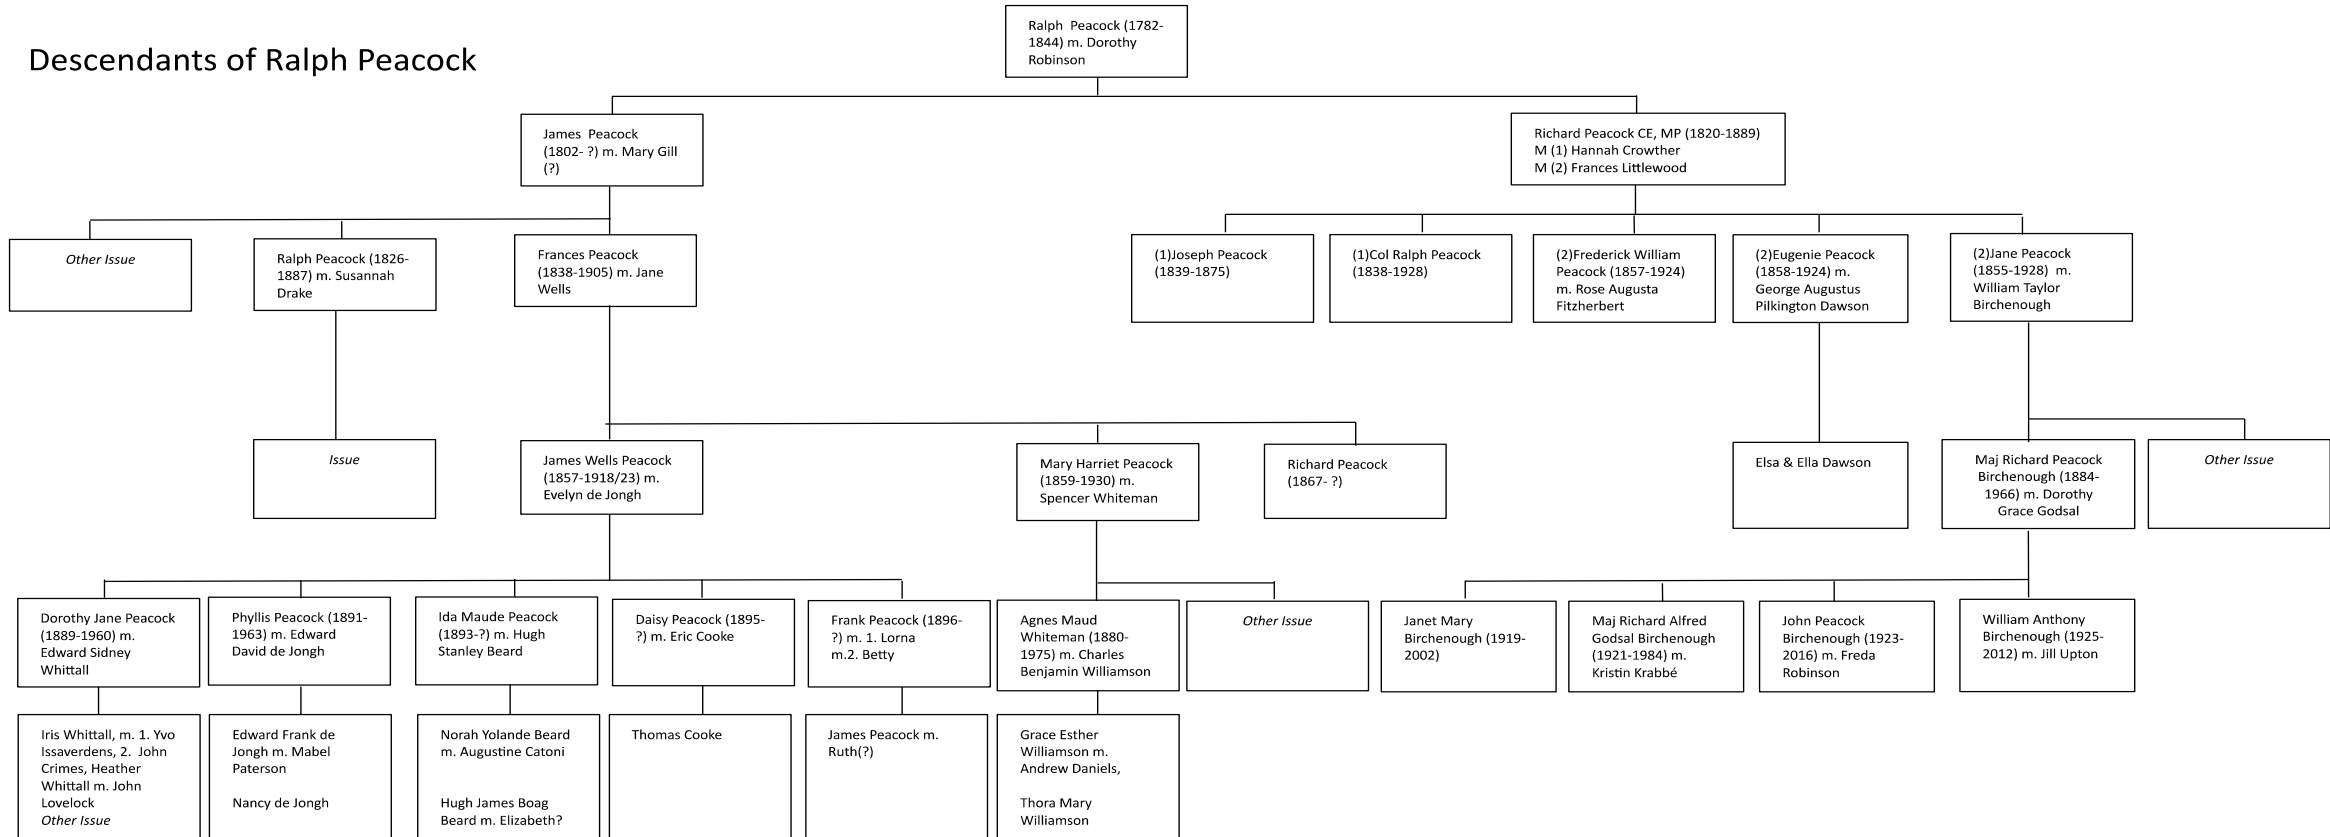 Descendants of Ralph Peacock
Ralph  Peacock (1782-
1844) m. Dorothy
Robinson
James  Peacock
(1802- ?) m. Mary Gill
(?)
Richard Peacock CE, MP (1820-1889)
M (1) Hannah Crowther
M (2) Frances Littlewood
Other Issue
Ralph Peacock (1826-
1887) m. Susannah
Drake
Frances Peacock
(1838-1905) m. Jane
Wells
(1)Joseph Peacock
(1839-1875)
(1)Col Ralph Peacock
(1838-1928)
(2)Frederick William
Peacock (1857-1924)
m. Rose Augusta
Fitzherbert
(2)Eugenie Peacock
(1858-1924) m.
George Augustus
Pilkington Dawson
(2)Jane Peacock
(1855-1928)  m.
William Taylor
Birchenough
Issue
James Wells Peacock
(1857-1918/23) m.
Evelyn de Jongh
Mary Harriet Peacock
(1859-1930) m.
Spencer Whiteman
Richard Peacock
(1867- ?)
Elsa & Ella Dawson
Maj Richard Peacock
Birchenough (1884-
1966) m. Dorothy
Grace Godsal
Other Issue
Dorothy Jane Peacock
(1889-1960) m.
Edward Sidney
Whittall
Phyllis Peacock (1891-
1963) m. Edward
David de Jongh
Ida Maude Peacock
(1893-?) m. Hugh
Stanley Beard
Daisy Peacock (1895-
?) m. Eric Cooke
Frank Peacock (1896-
?) m. 1. Lorna
m.2. Betty
Agnes Maud
Whiteman (1880-
1975) m. Charles
Benjamin Williamson
Other Issue
Janet Mary
Birchenough (1919-
2002)
Maj Richard Alfred
Godsal Birchenough
(1921-1984) m.
Kristin Krabbé
John Peacock
Birchenough (1923-
2016) m. Freda
Robinson
William Anthony
Birchenough (1925-
2012) m. Jill Upton
Iris Whittall, m. 1. Yvo
Issaverdens, 2.  John
Crimes, Heather
Whittall m. John
Lovelock
Other Issue
Edward Frank de
Jongh m. Mabel
Paterson
Nancy de Jongh
Norah Yolande Beard
m. Augustine Catoni
Hugh James Boag
Beard m. Elizabeth?
Thomas Cooke
James Peacock m.
Ruth(?)
Grace Esther
Williamson m.
Andrew Daniels,
Thora Mary
Williamson